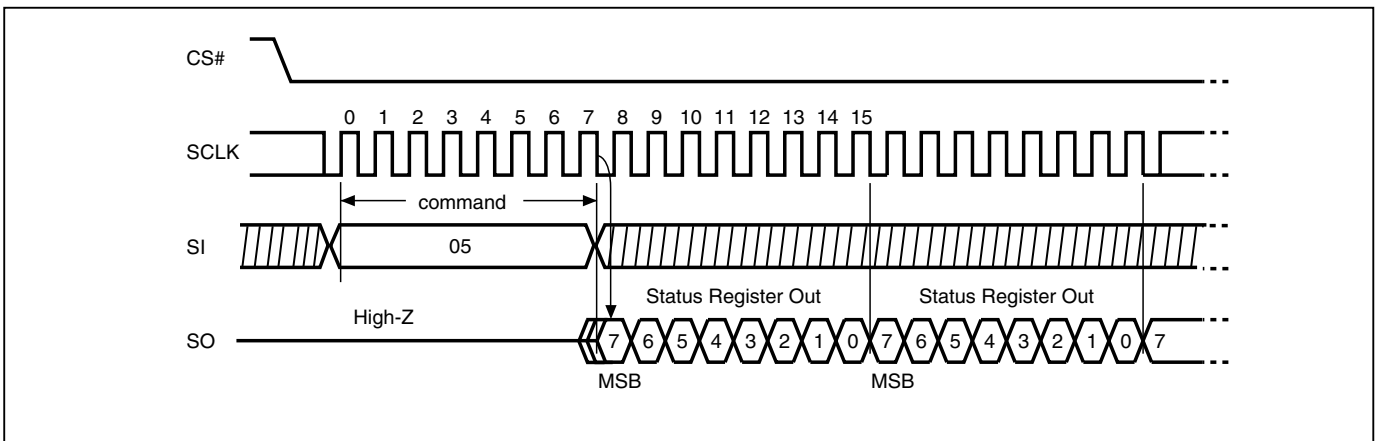 CS#
0 1 2 3 4 5 6 7 8 9 10 11 12 13 14 15
SCLK
command
SI
05
Status Register Out Status Register Out
High-Z
SO
7 6 5 4 3 2 1 0 7 6 5 4 3 2 1 0 7
MSB MSB